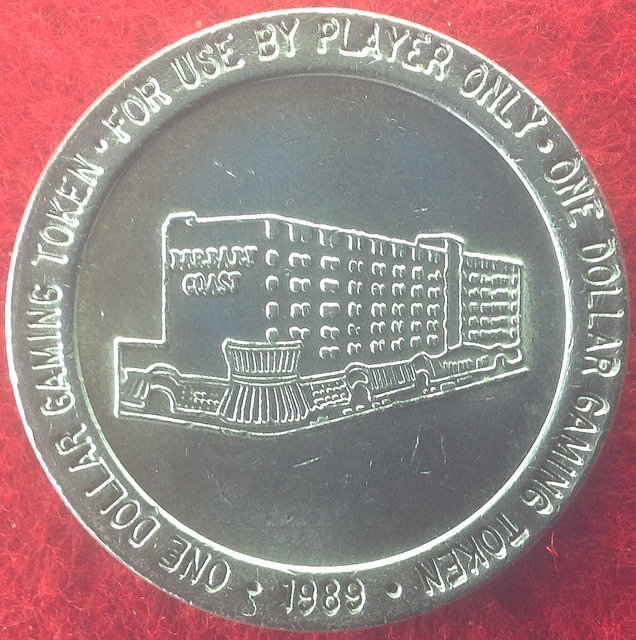 ONE DOLLAR GAMING TOKEN · FOR USE BY PLAYER ONLY · ONE DOLLAR GAMING TOKEN · 1989 ·
BARBARY
COAST